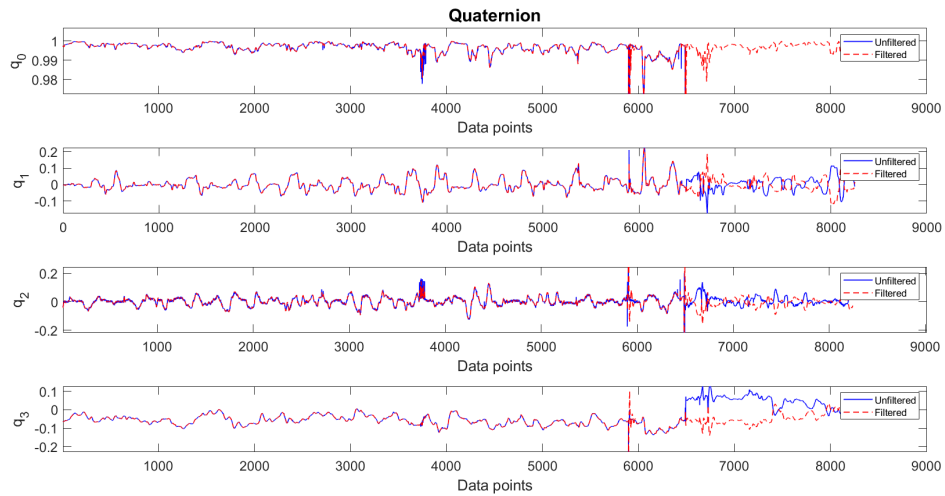 Quaternion
q0
1
0.99
0.98
Unfiltered
Filtered
1000 2000 3000 4000 5000 6000 7000 8000 9000
Data points
q1
0.2
0.1
0
-0.1
Unfiltered
Filtered
0 1000 2000 3000 4000 5000 6000 7000 8000 9000
Data points
q2
0.2
0
-0.2
Unfiltered
Filtered
1000 2000 3000 4000 5000 6000 7000 8000 9000
Data points
q3
0.1
0
-0.1
-0.2
Unfiltered
Filtered
1000 2000 3000 4000 5000 6000 7000 8000 9000
Data points